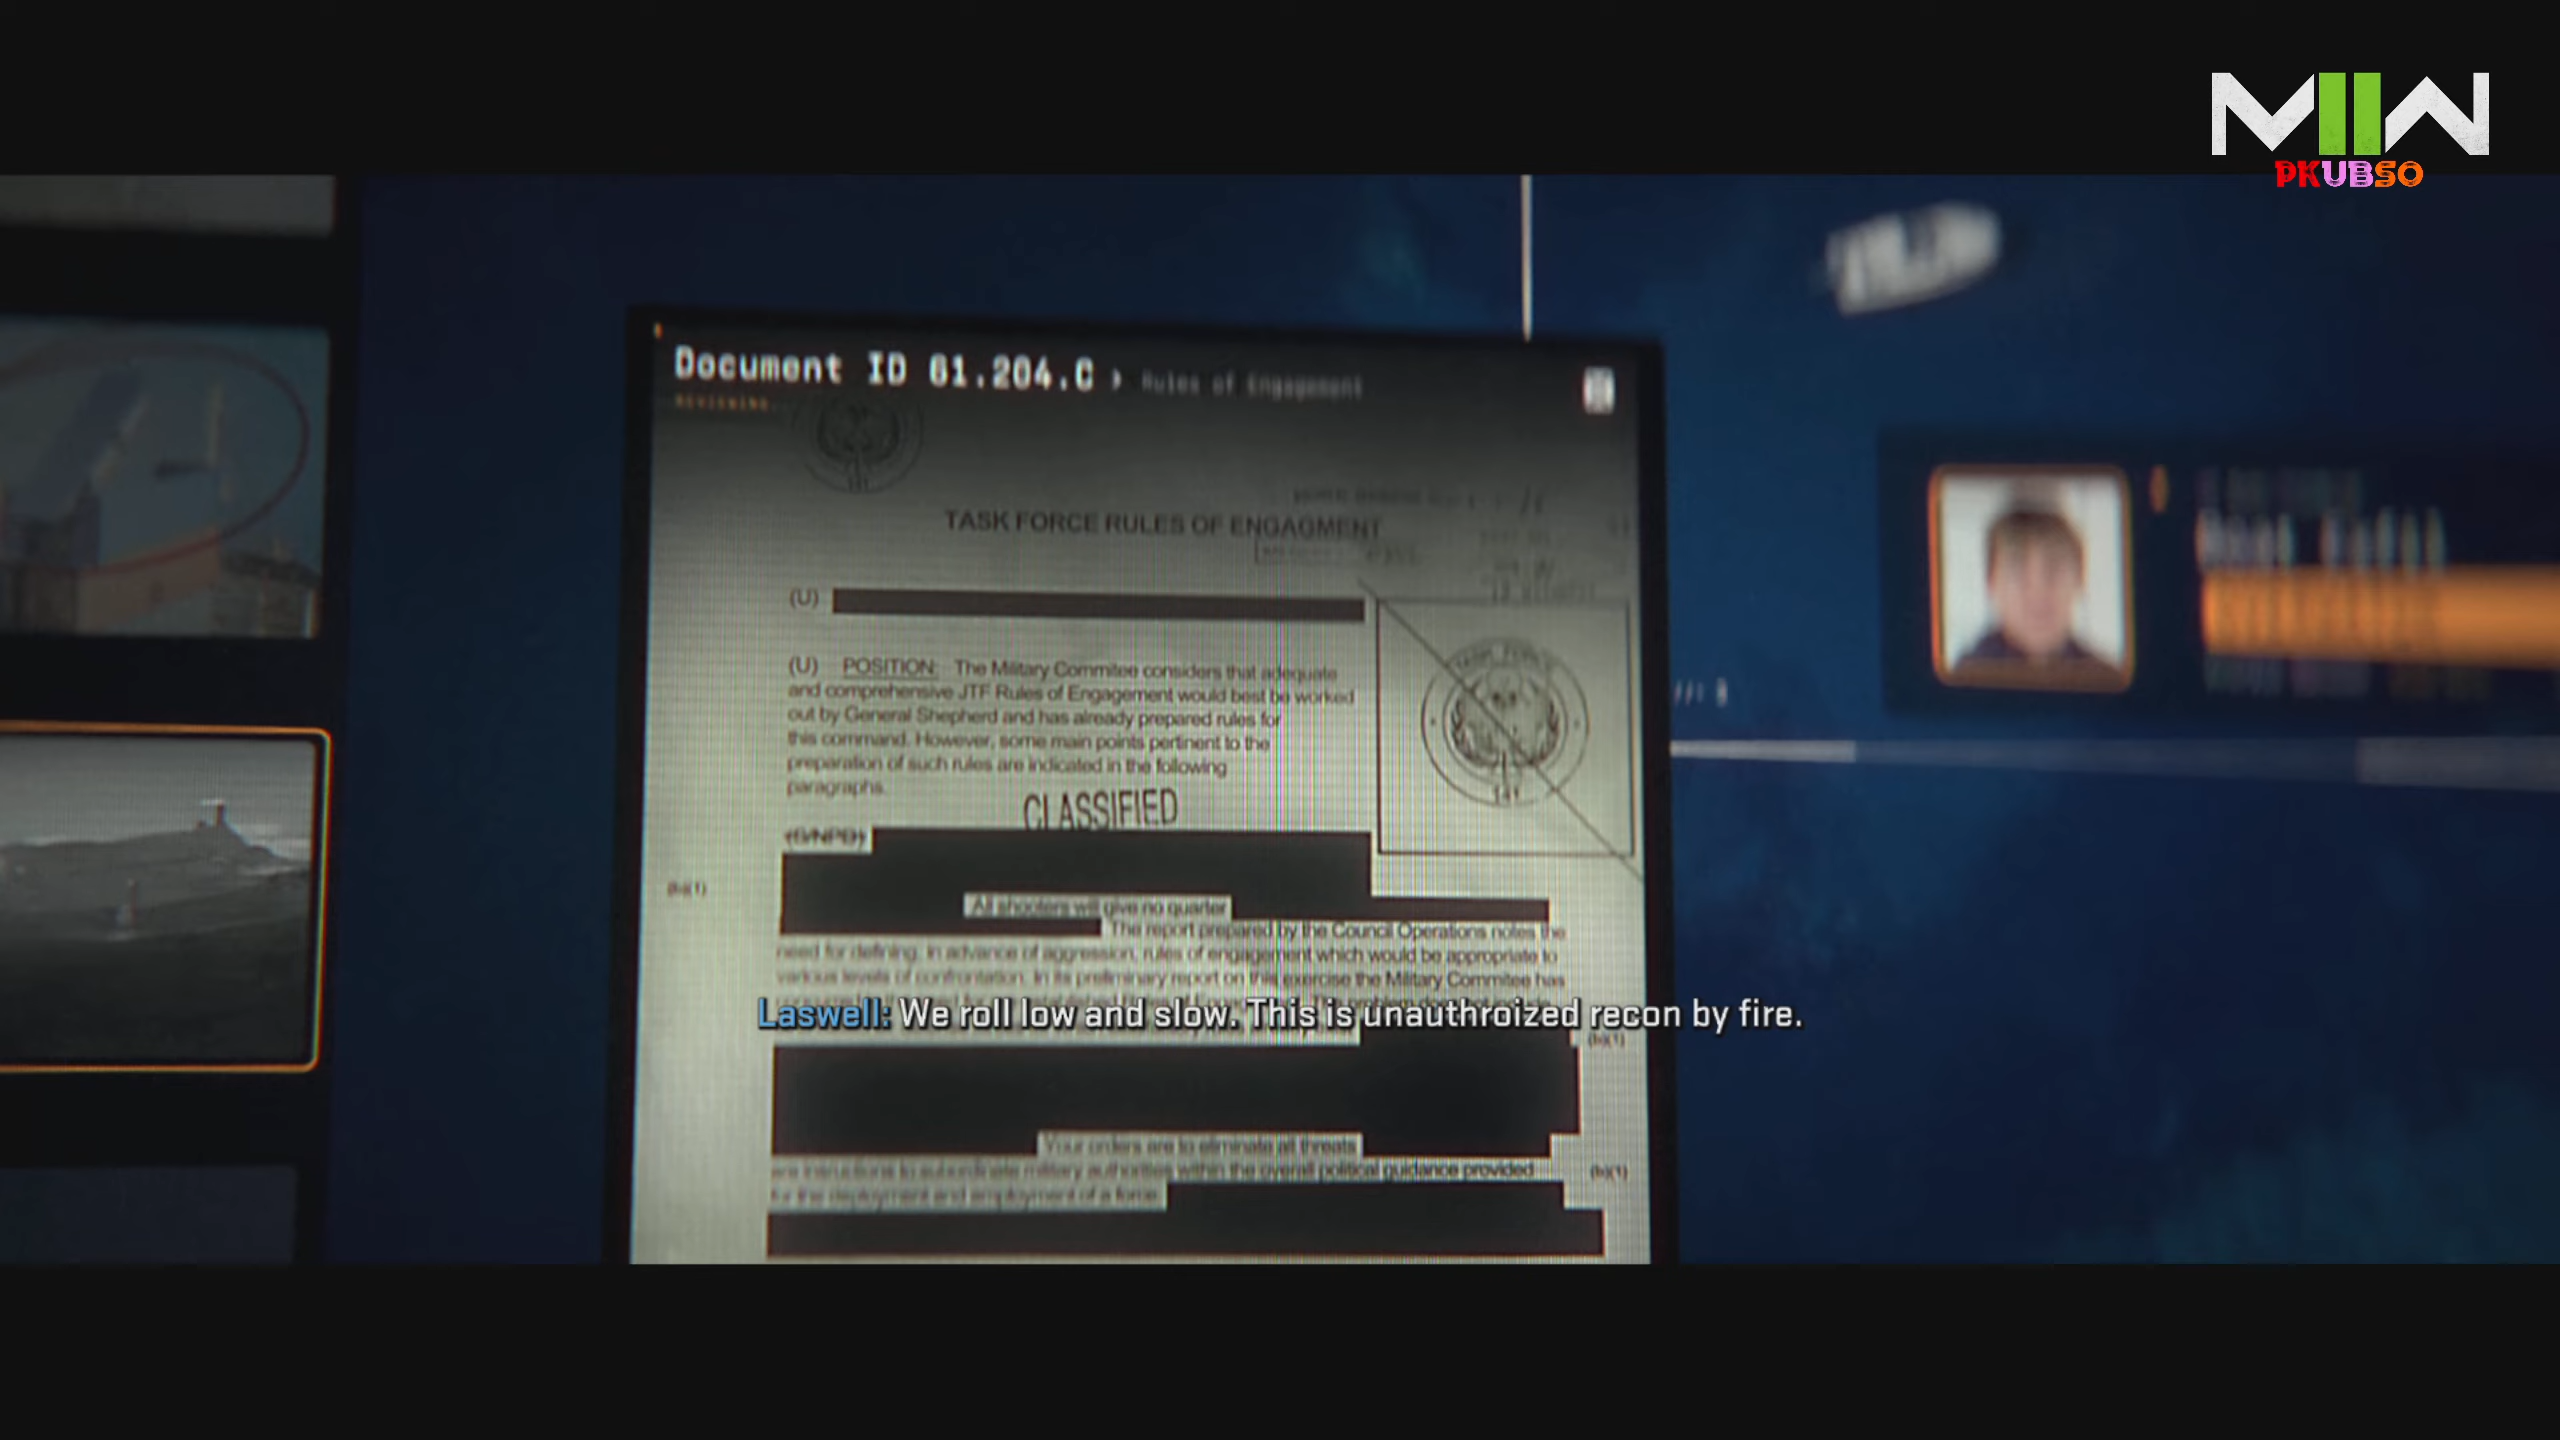 MIIW
PKUBSO
Document ID 61.204.C › Rules of Engagement
TASK FORCE RULES OF ENGAGMENT
(U)
(U) POSITION: The Military Commitee considers that adequate
and comprehensive JTF Rules of Engagement would best be worked
out by General Shepherd and has already prepared rules for
this command. However, some main points pertinent to the
preparation of such rules are indicated in the following
paragraphs.
141
CLASSIFIED
(b)(1)
All shooters will give no quarter
The report prepared by the Council Operations notes the
need for defining, in advance of aggression, rules of engagement which would be appropriate to
various levels of confrontation. In its preliminary report on this exercise the Military Commitee has
Laswell: We roll low and slow. This is unauthroized recon by fire.
(b)(1)
Your orders are to eliminate all threats
are instructions to subordinate military authorities within the overall political guidance provided
(b)(1)
for the deployment and employment of a force.